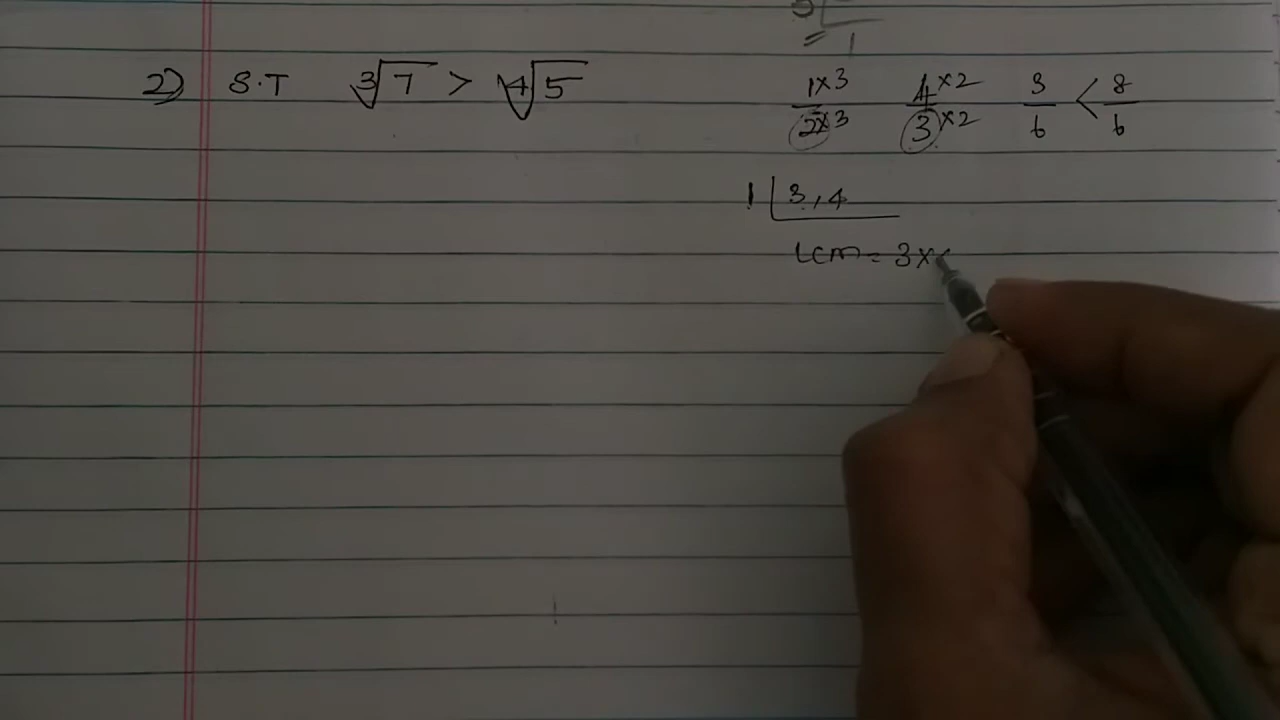 2) S.T ∛7 > ∜5
1×3/2×3 4×2/3×2 3/6 < 8/6
1 | 3, 4
LCM = 3×